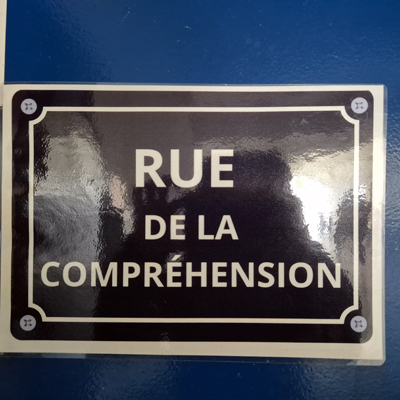 RUE
DE LA
COMPRÉHENSION